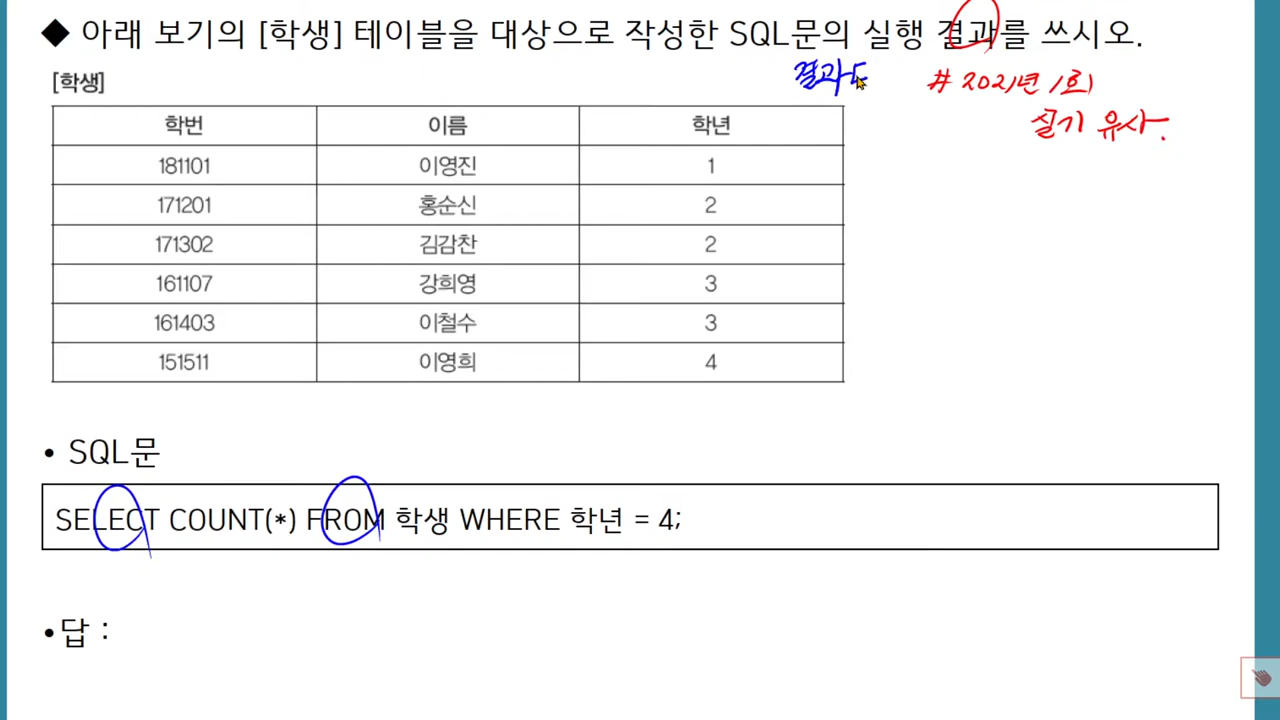 ◆ 아래 보기의 [학생] 테이블을 대상으로 작성한 SQL문의 실행 결과를 쓰시오.
[학생]
결과
# 2021년 1회
실기 유사.
학번 이름 학년
181101 이영진 1
171201 홍순신 2
171302 김감찬 2
161107 강희영 3
161403 이철수 3
151511 이영희 4
• SQL문
SELECT COUNT(*) FROM 학생 WHERE 학년 = 4;
•답 :